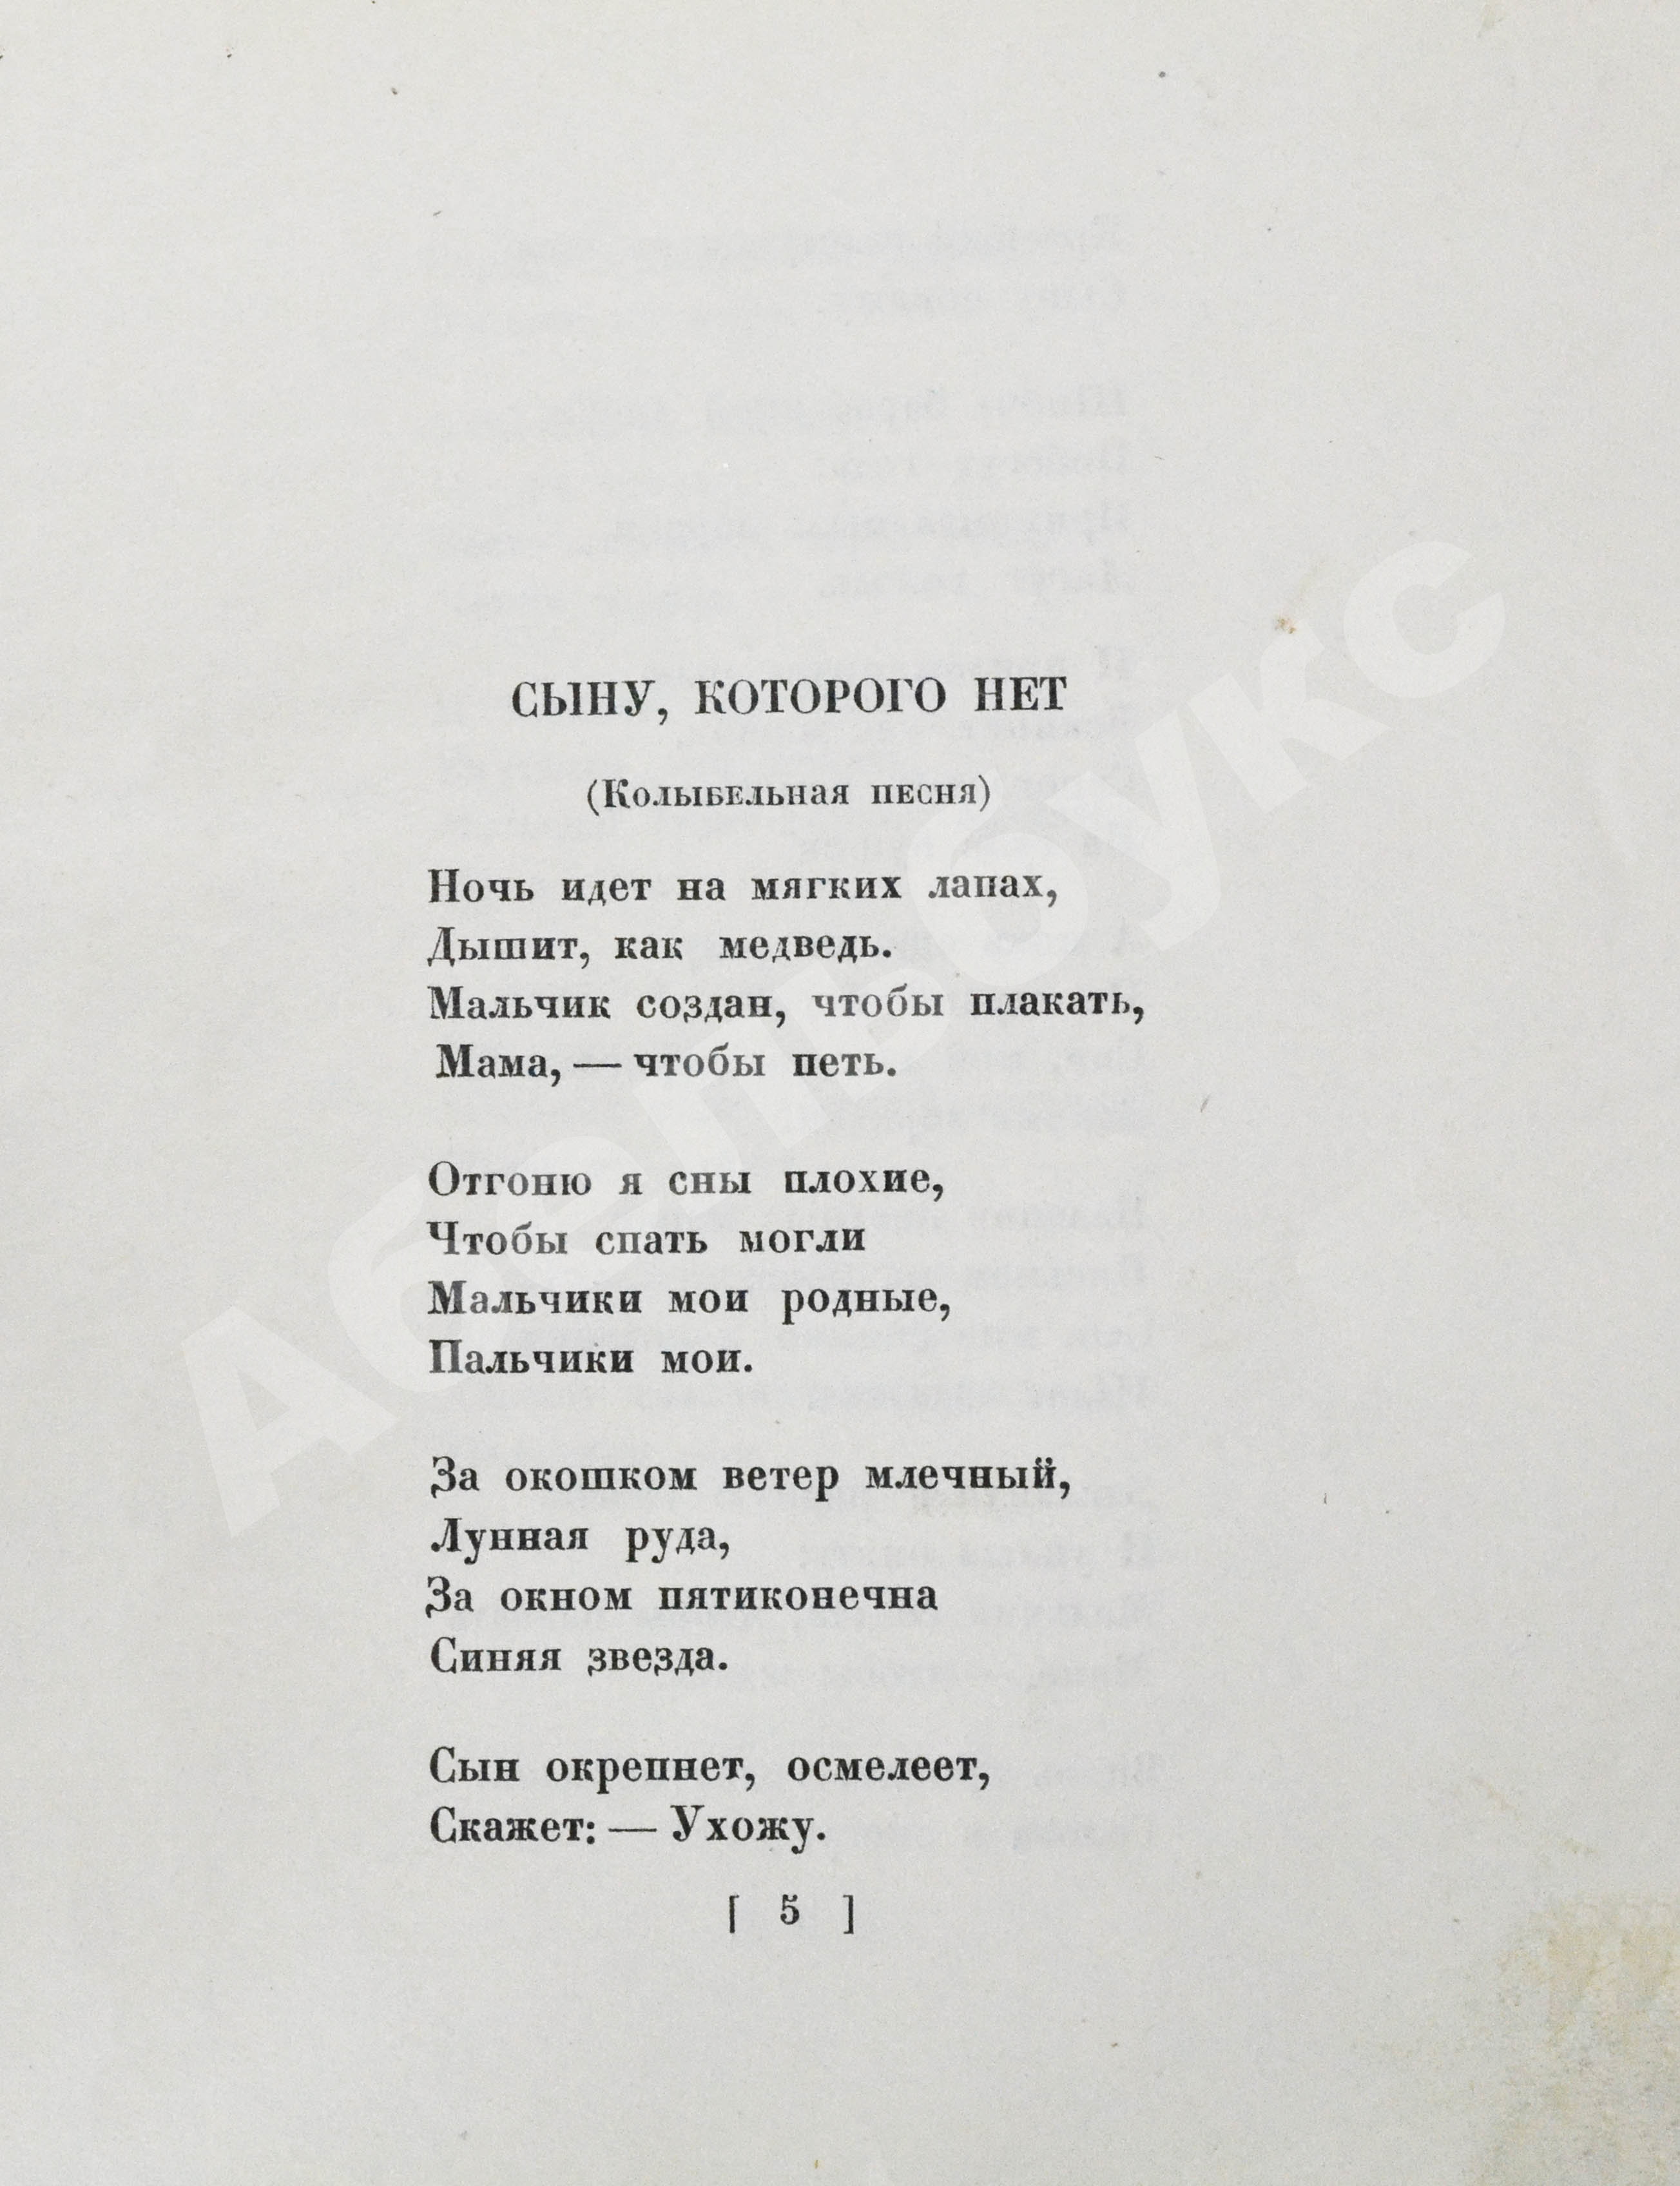 СЫНУ, КОТОРОГО НЕТ
(Колыбельная песня)
Ночь идет на мягких лапах,
Дышит, как медведь.
Мальчик создан, чтобы плакать,
Мама, — чтобы петь.
Отгоню я сны плохие,
Чтобы спать могли
Мальчики мои родные,
Пальчики мои.
За окошком ветер млечный,
Лунная руда,
За окном пятиконечна
Синяя звезда.
Сын окрепнет, осмелеет,
Скажет: — Ухожу.
[ 5 ]
Абельбукс